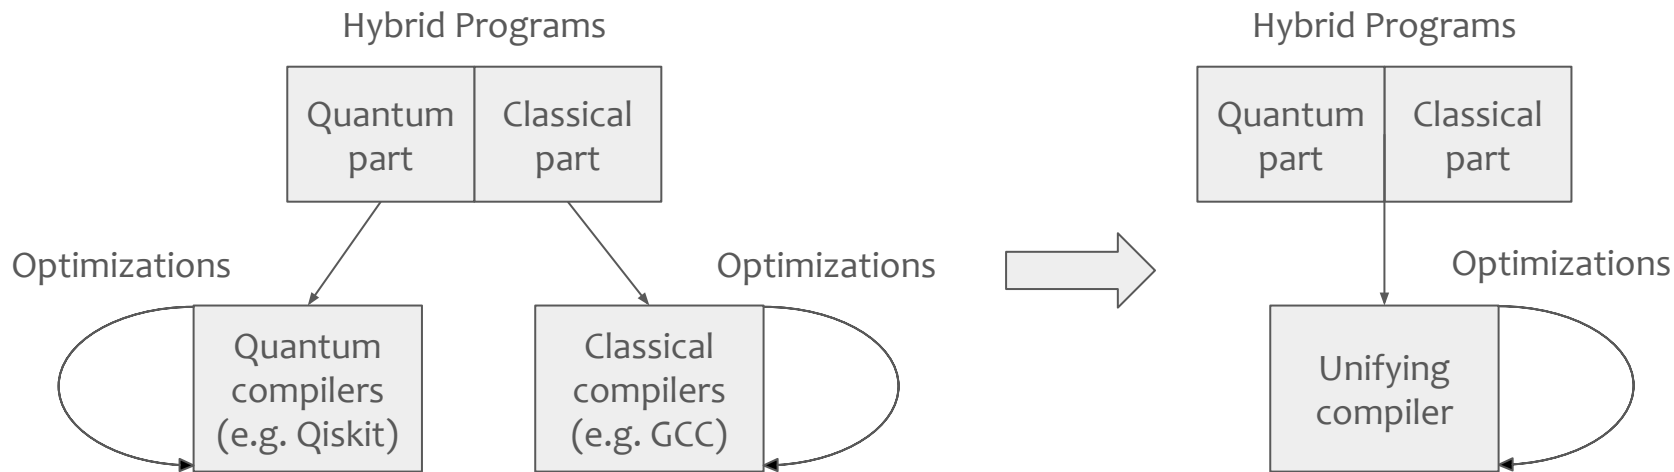 Hybrid Programs
Quantum
part
Classical
part
Optimizations
Optimizations
Quantum
compilers
(e.g. Qiskit)
Classical
compilers
(e.g. GCC)
Hybrid Programs
Quantum
part
Classical
part
Optimizations
Unifying
compiler